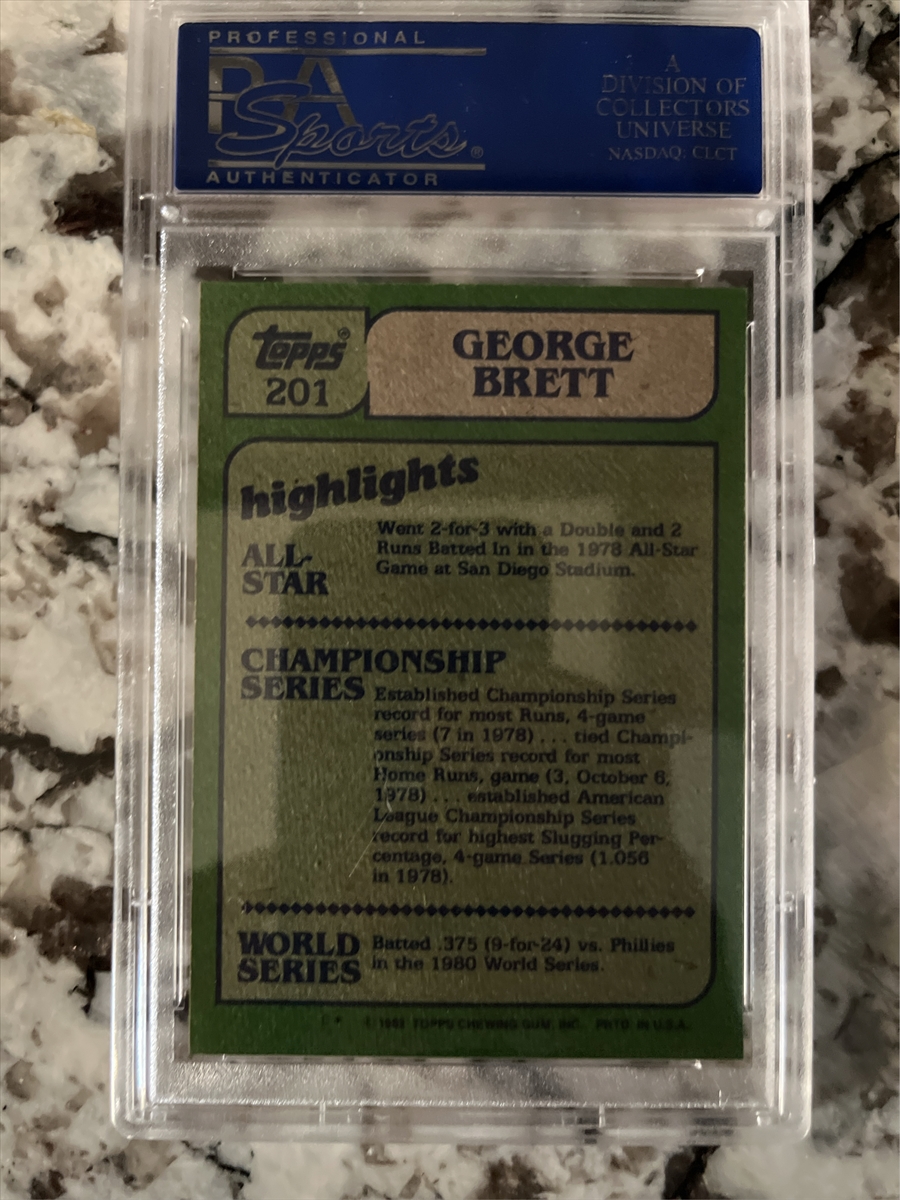 PROFESSIONAL
PSA
Sports®
AUTHENTICATOR
A
DIVISION OF
COLLECTORS
UNIVERSE
NASDAQ: CLCT
Topps®
201
GEORGE
BRETT
highlights
ALL-
STAR
Went 2-for-3 with a Double and 2
Runs Batted In in the 1978 All-Star
Game at San Diego Stadium.
CHAMPIONSHIP
SERIES
Established Championship Series
record for most Runs, 4-game
series (7 in 1978) . . . tied Champi-
onship Series record for most
Home Runs, game (3, October 6,
1978) . . . established American
League Championship Series
record for highest Slugging Per-
centage, 4-game Series (1.056
in 1978).
WORLD
SERIES
Batted .375 (9-for-24) vs. Phillies
in the 1980 World Series.
TOPPS CHEWING GUM, INC. PRTD. IN U.S.A.